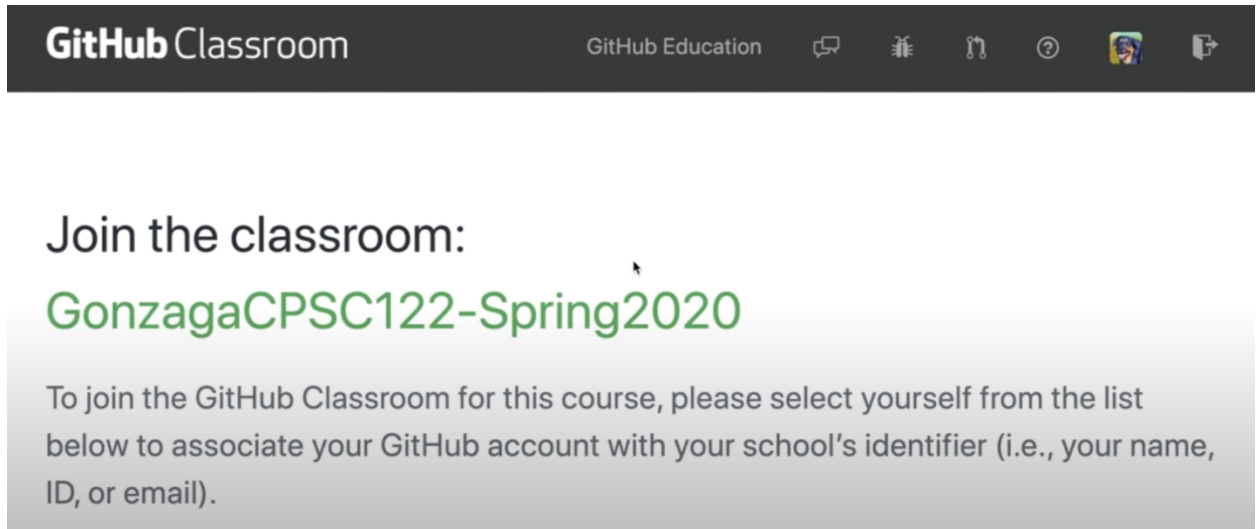 GitHub Classroom GitHub Education
Join the classroom:
GonzagaCPSC122-Spring2020
To join the GitHub Classroom for this course, please select yourself from the list
below to associate your GitHub account with your school's identifier (i.e., your name,
ID, or email).